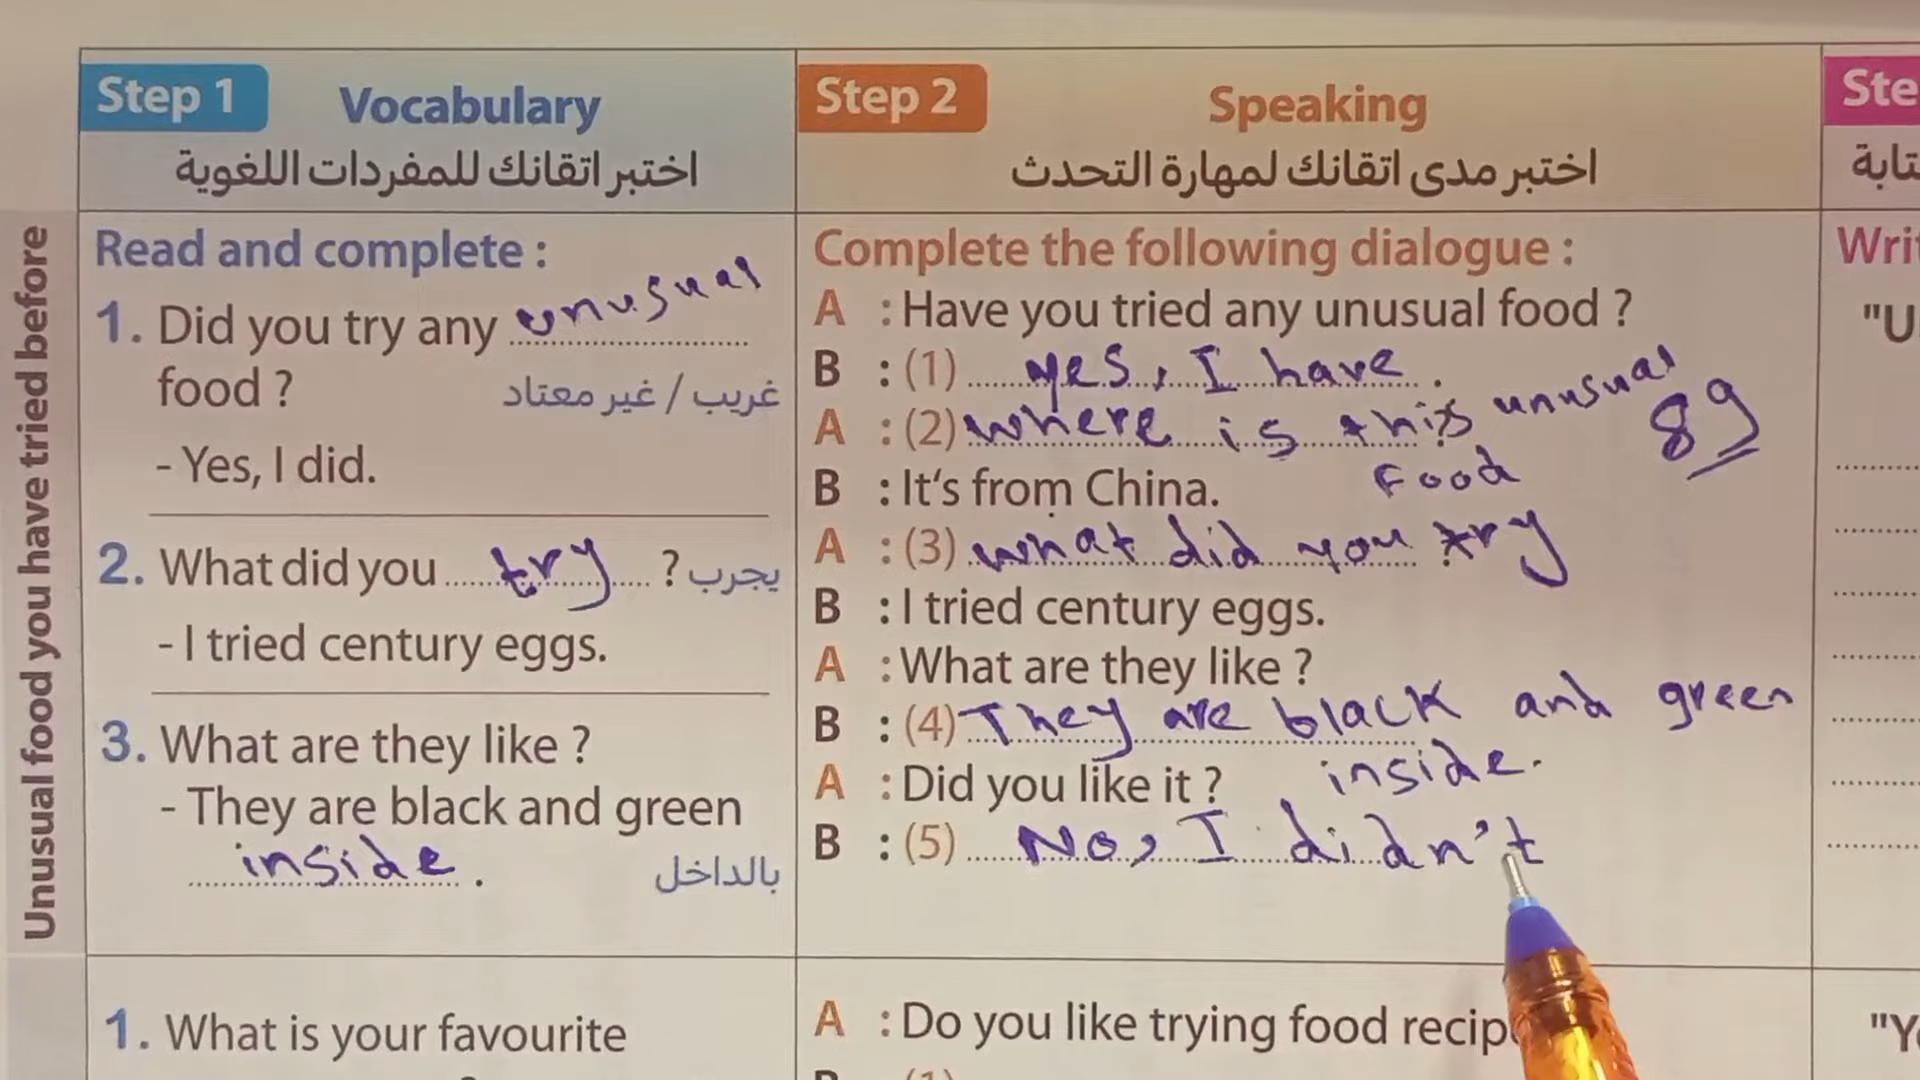 Unusual food you have tried before
Step 1
Vocabulary
اختبر اتقانك للمفردات اللغوية
Read and complete :
1. Did you try any unusual
food ? غريب / غير معتاد
- Yes, I did.
2. What did you try ? يجرب
- I tried century eggs.
3. What are they like ?
- They are black and green
inside . بالداخل
1. What is your favourite
Step 2
Speaking
اختبر مدى اتقانك لمهارة التحدث
Complete the following dialogue :
A : Have you tried any unusual food ?
B : (1) yes, I have .
A : (2) where is this unusual
food
89
B : It's from China.
A : (3) what did you try
B : I tried century eggs.
A : What are they like ?
B : (4) They are black and green
inside.
A : Did you like it ?
B : (5) No, I didn't
A : Do you like trying food recip
B (1)
Ste
تابة
Wri
"U
"Y